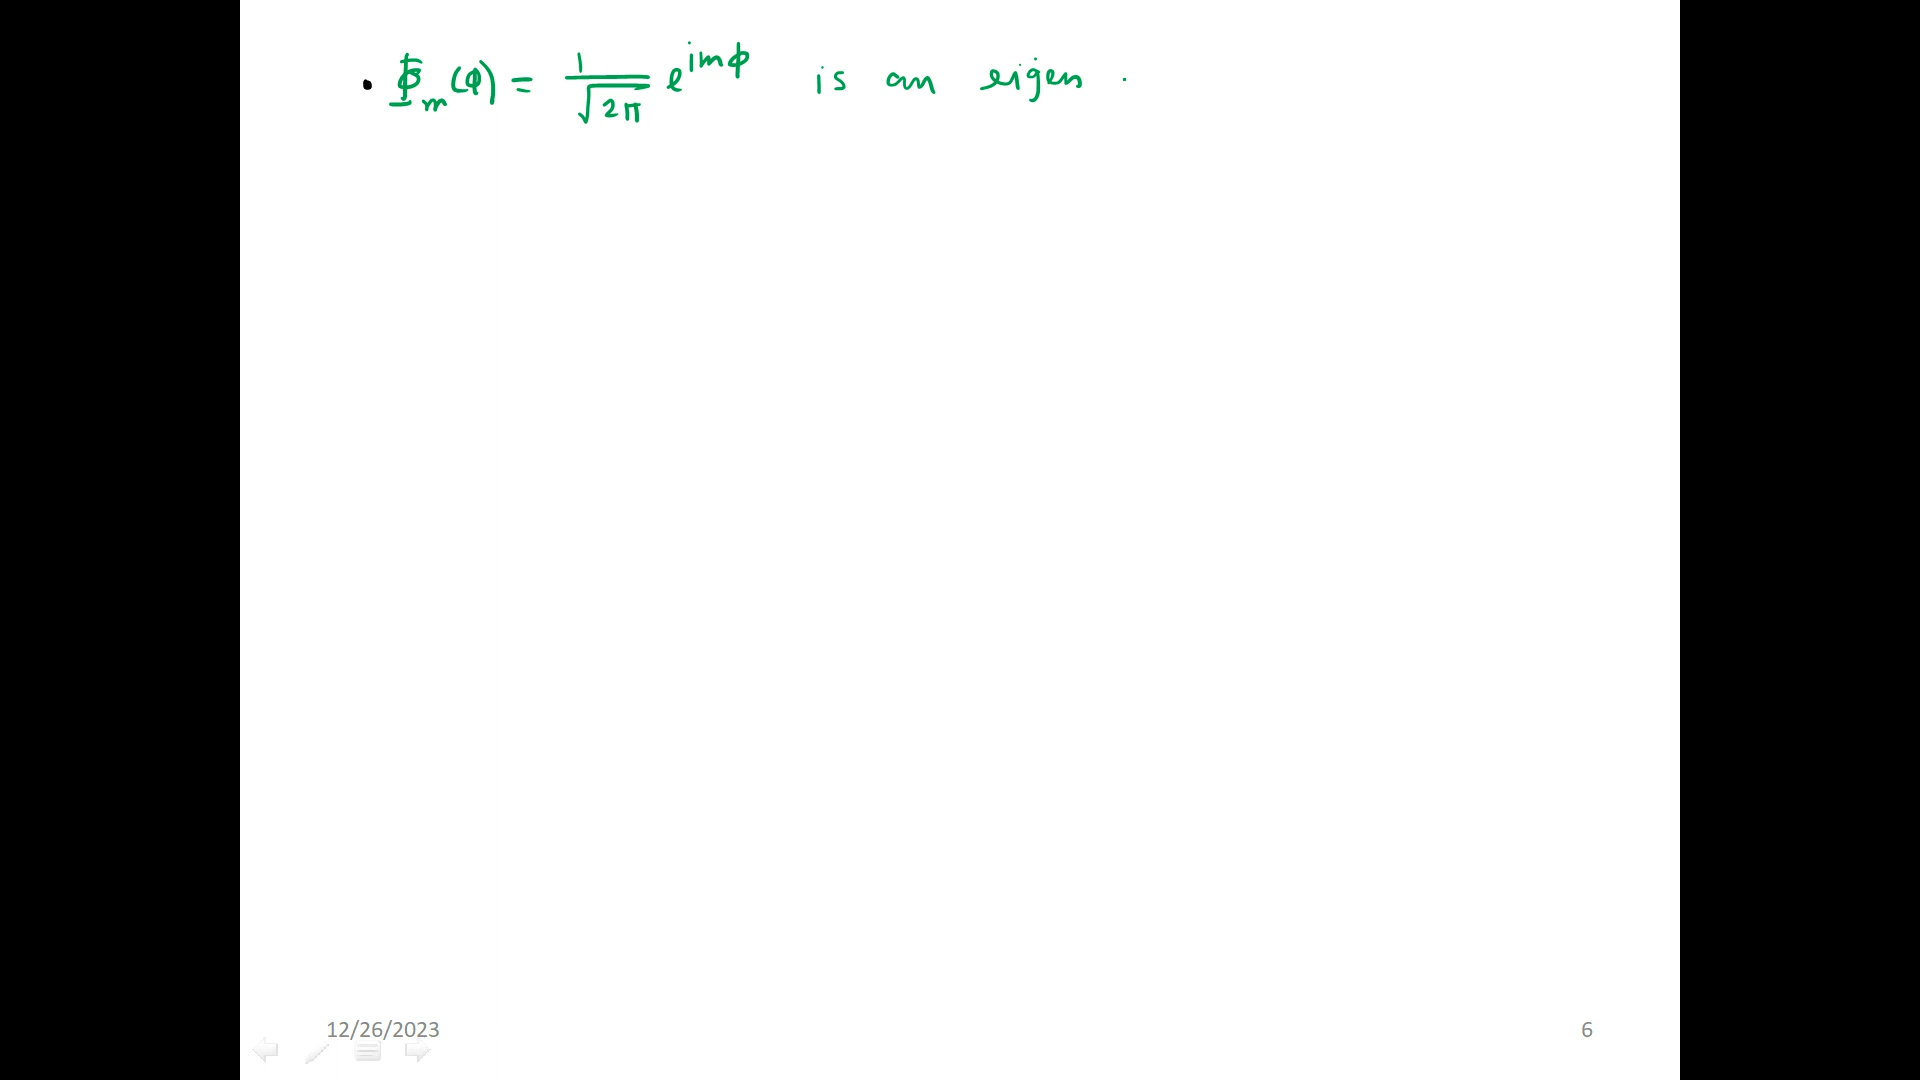 • Φ_m(φ) = 1/√2π e^{imφ} is an eigen
12/26/2023
6